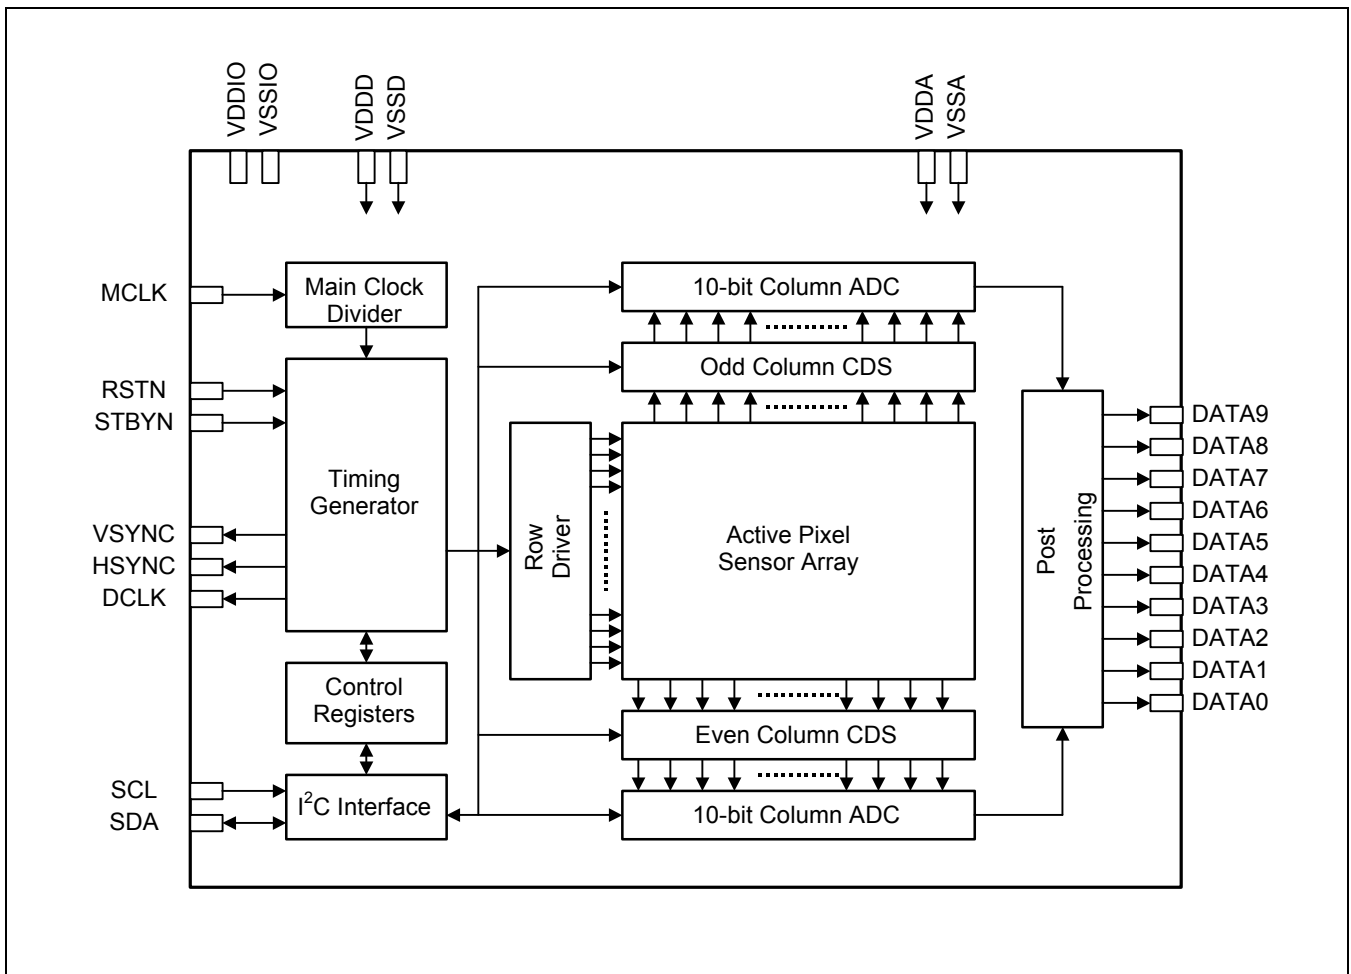 VDDIO
VSSIO
VDDD
VSSD
VDDA
VSSA
MCLK
Main Clock
Divider
10-bit Column ADC
Odd Column CDS
RSTN
STBYN
Timing
Generator
VSYNC
HSYNC
DCLK
Row
Driver
Active Pixel
Sensor Array
Post
Processing
DATA9
DATA8
DATA7
DATA6
DATA5
DATA4
DATA3
DATA2
DATA1
DATA0
Control
Registers
Even Column CDS
SCL
SDA
I²C Interface
10-bit Column ADC